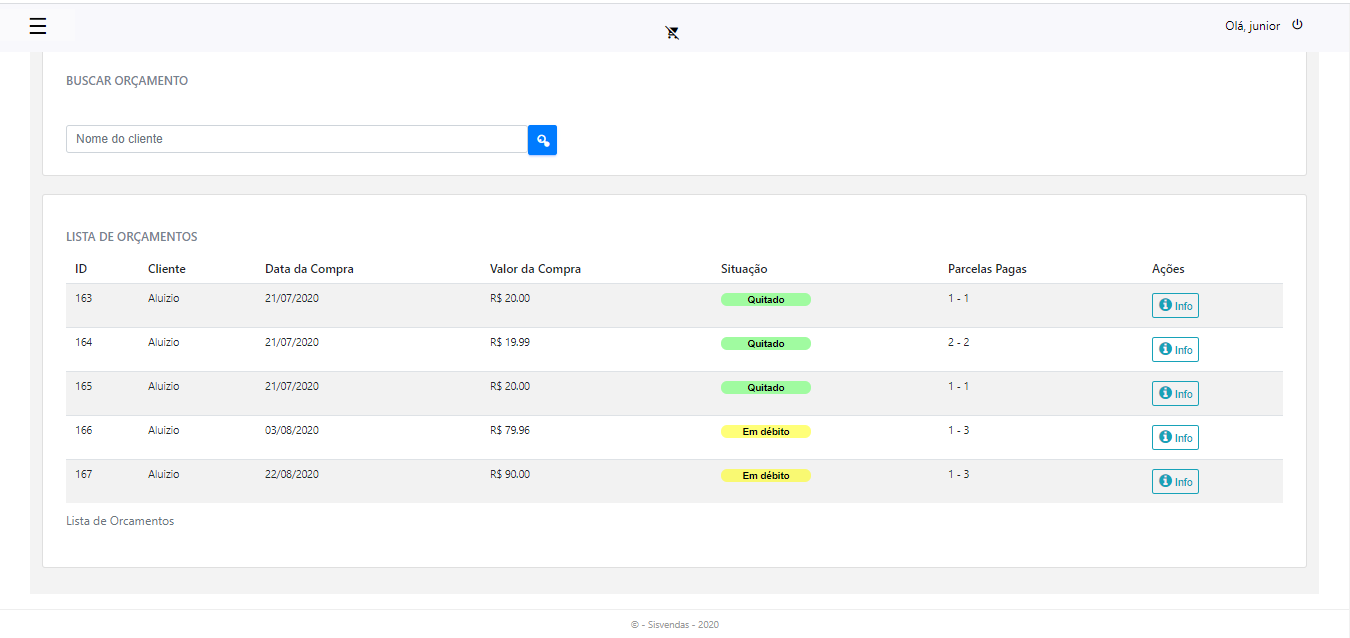 Olá, junior
BUSCAR ORÇAMENTO
Nome do cliente
LISTA DE ORÇAMENTOS
ID Cliente Data da Compra Valor da Compra Situação Parcelas Pagas Ações
163 Aluizio 21/07/2020 R$ 20.00 Quitado 1 - 1 Info
164 Aluizio 21/07/2020 R$ 19.99 Quitado 2 - 2 Info
165 Aluizio 21/07/2020 R$ 20.00 Quitado 1 - 1 Info
166 Aluizio 03/08/2020 R$ 79.96 Em débito 1 - 3 Info
167 Aluizio 22/08/2020 R$ 90.00 Em débito 1 - 3 Info
Lista de Orcamentos
© - Sisvendas - 2020